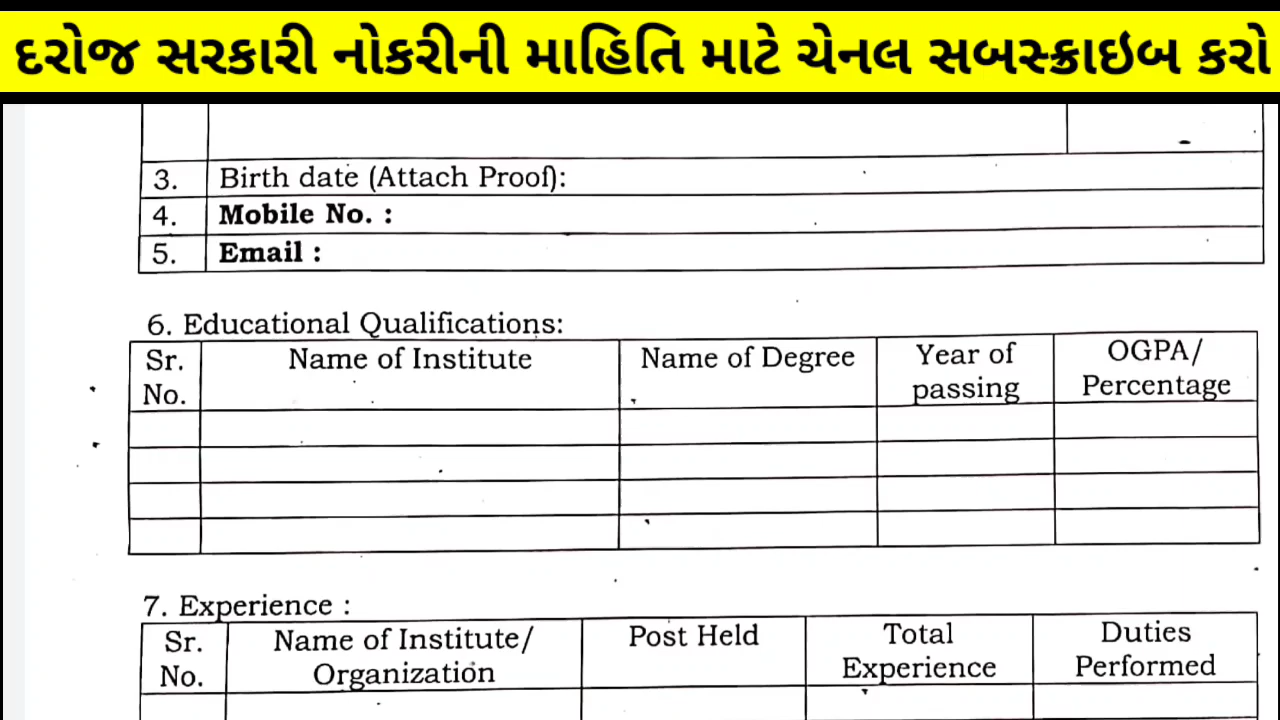 દરોજ સરકારી નોકરીની માહિતિ માટે ચેનલ સબસ્ક્રાઇબ કરો
3. Birth date (Attach Proof):
4. Mobile No. :
5. Email :
6. Educational Qualifications:
Sr. No. Name of Institute Name of Degree Year of passing OGPA/ Percentage
7. Experience :
Sr. No. Name of Institute/ Organization Post Held Total Experience Duties Performed